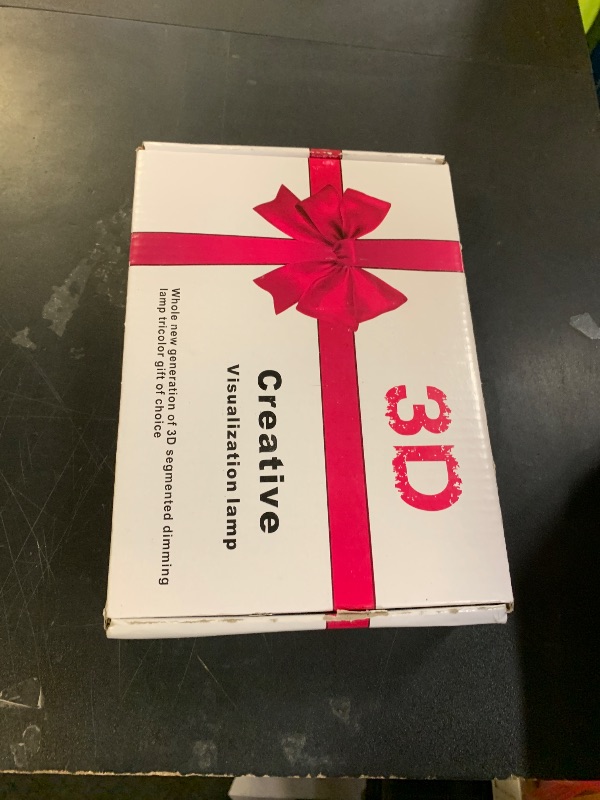 3D
Creative
Visualization lamp
Whole new generation of 3D segmented dimming
lamp tricolor gift of choice